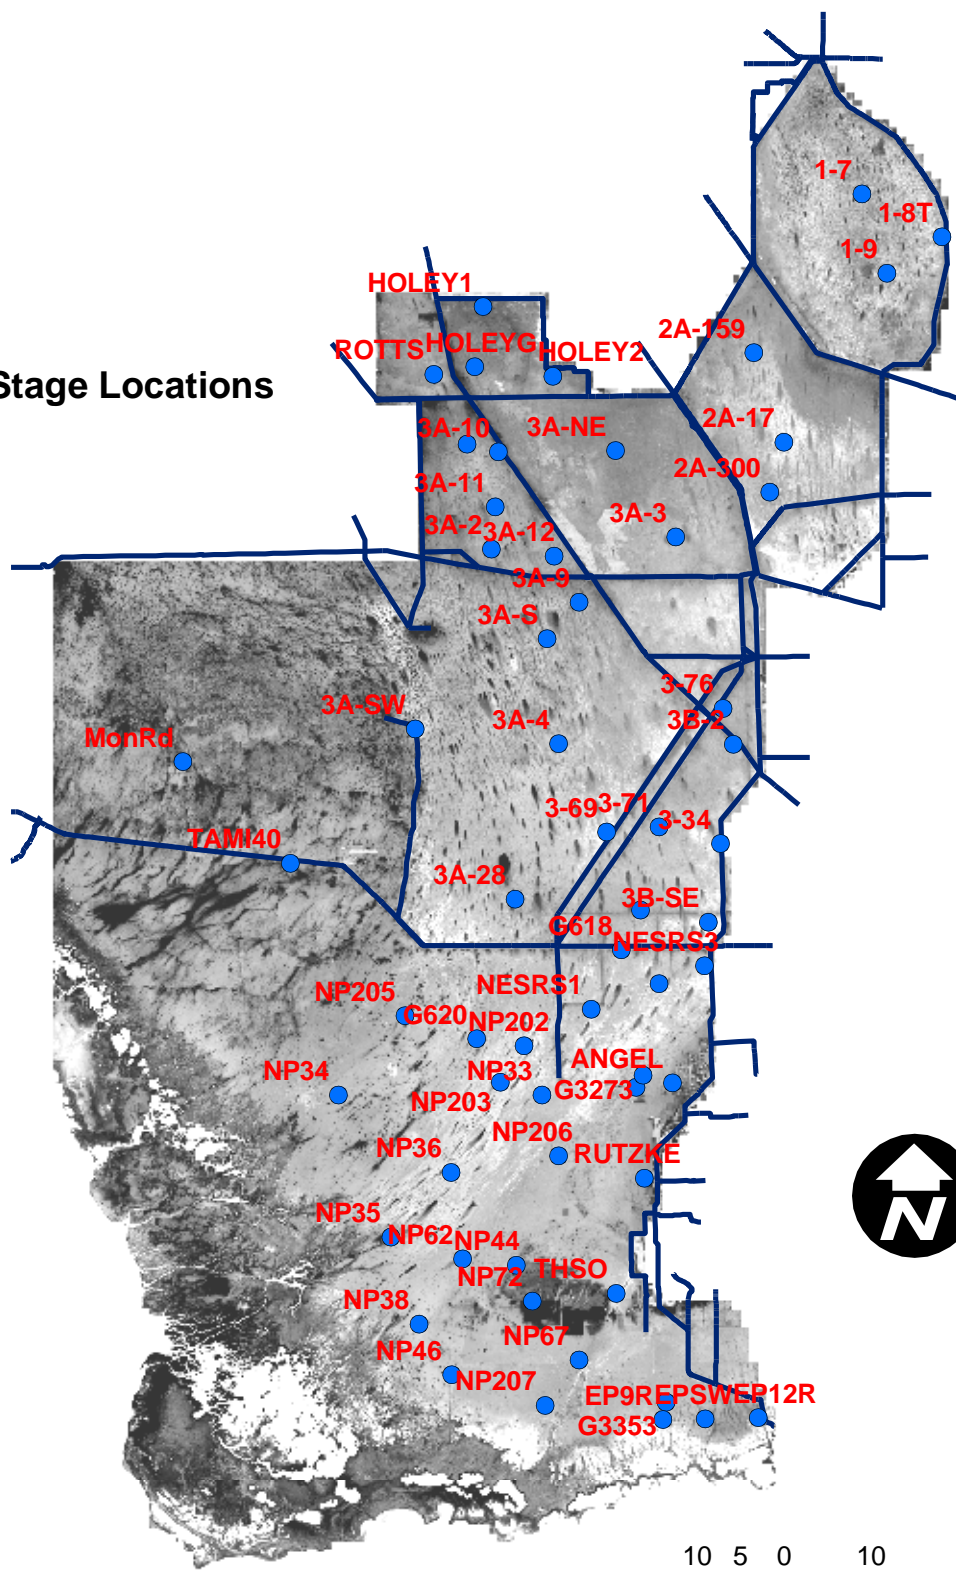 1-7
1-8T
1-9
HOLEY1
2A-159
ROTTS
HOLEYG
HOLEY2
Stage Locations
2A-17
3A-10
3A-NE
2A-300
3A-11
3A-2
3A-12
3A-3
3A-9
3A-S
3-76
3A-SW
3A-4
3B-2
MonRd
3-69
3-71
3-34
TAMI40
3A-28
3B-SE
G618
NESRS3
NP205
NESRS1
G620
NP202
NP34
NP33
ANGEL
NP203
G3273
NP206
NP36
RUTZKE
NP35
NP62
NP44
NP72
THSO
NP38
NP67
NP46
NP207
EP9R
EPSW
EP12R
G3353
N
10 5 0 10